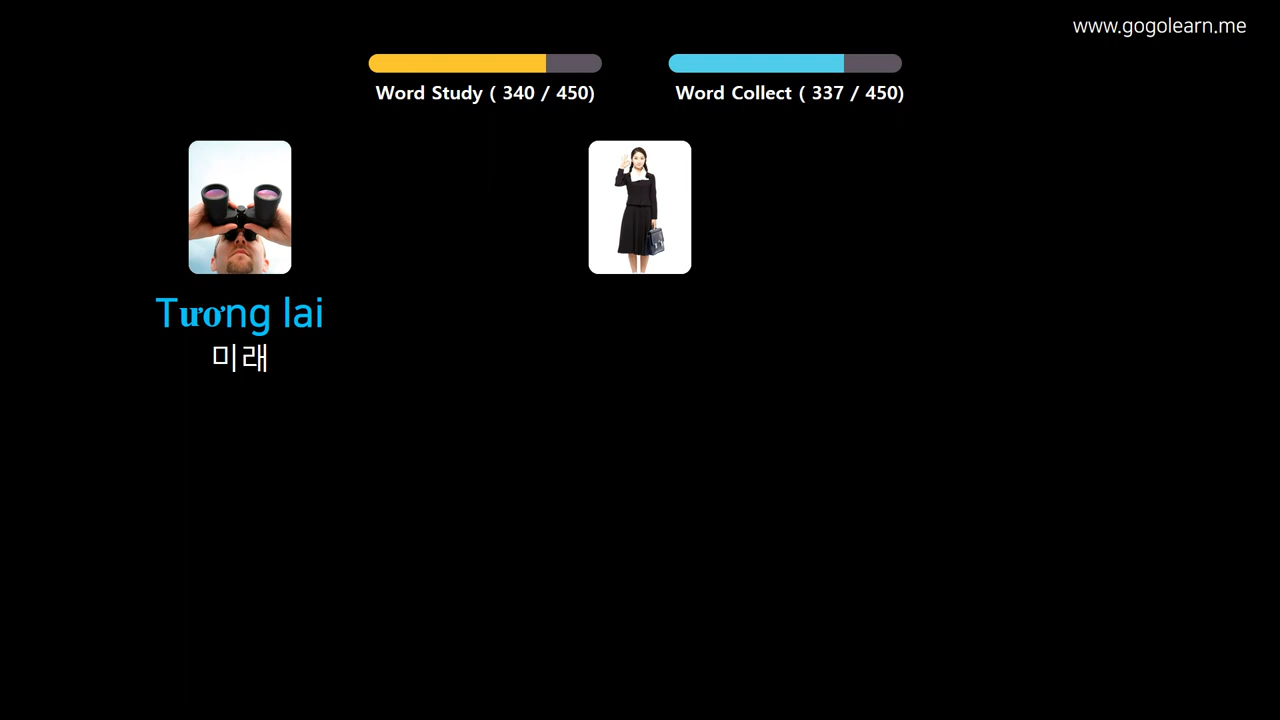 www.gogolearn.me
Word Study ( 340 / 450)
Word Collect ( 337 / 450)
Tương lai
미래